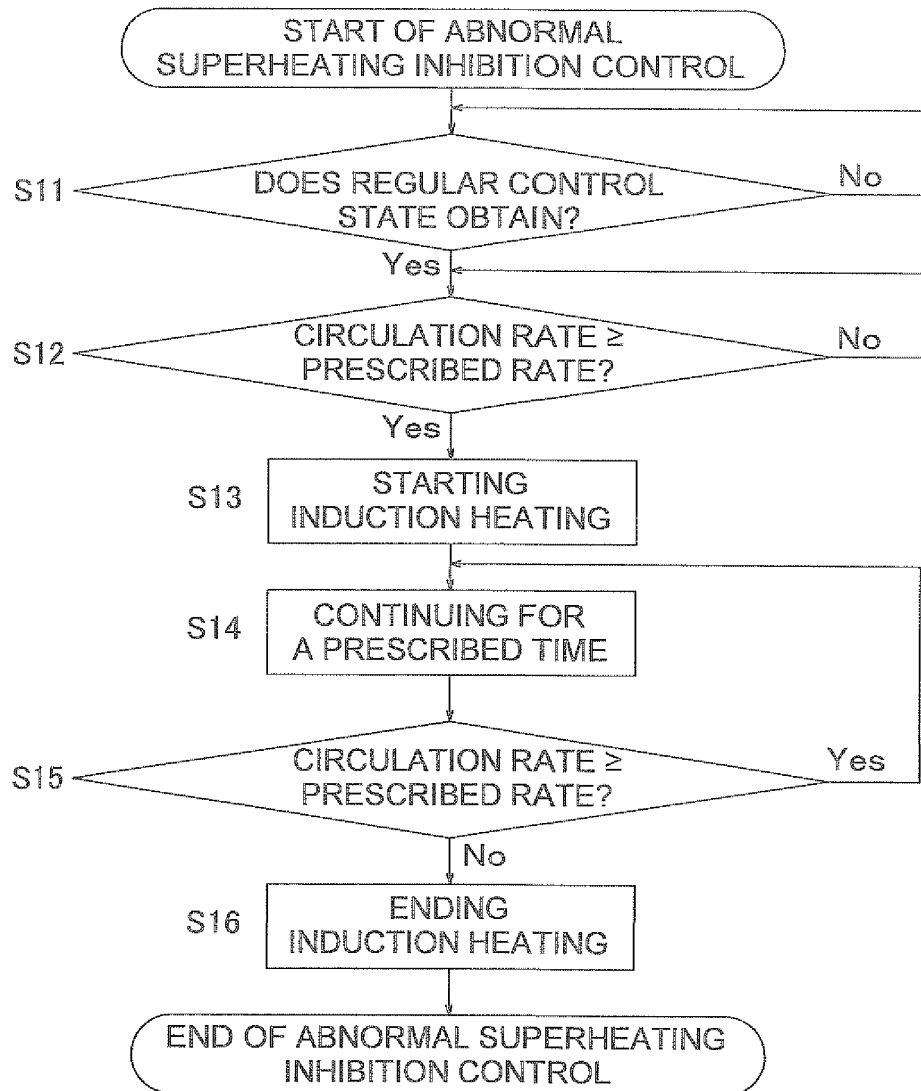 START OF ABNORMAL
SUPERHEATING INHIBITION CONTROL
S11
DOES REGULAR CONTROL
STATE OBTAIN?
No
Yes
S12
CIRCULATION RATE ≥
PRESCRIBED RATE?
No
Yes
S13
STARTING
INDUCTION HEATING
S14
CONTINUING FOR
A PRESCRIBED TIME
S15
CIRCULATION RATE ≥
PRESCRIBED RATE?
Yes
No
S16
ENDING
INDUCTION HEATING
END OF ABNORMAL SUPERHEATING
INHIBITION CONTROL